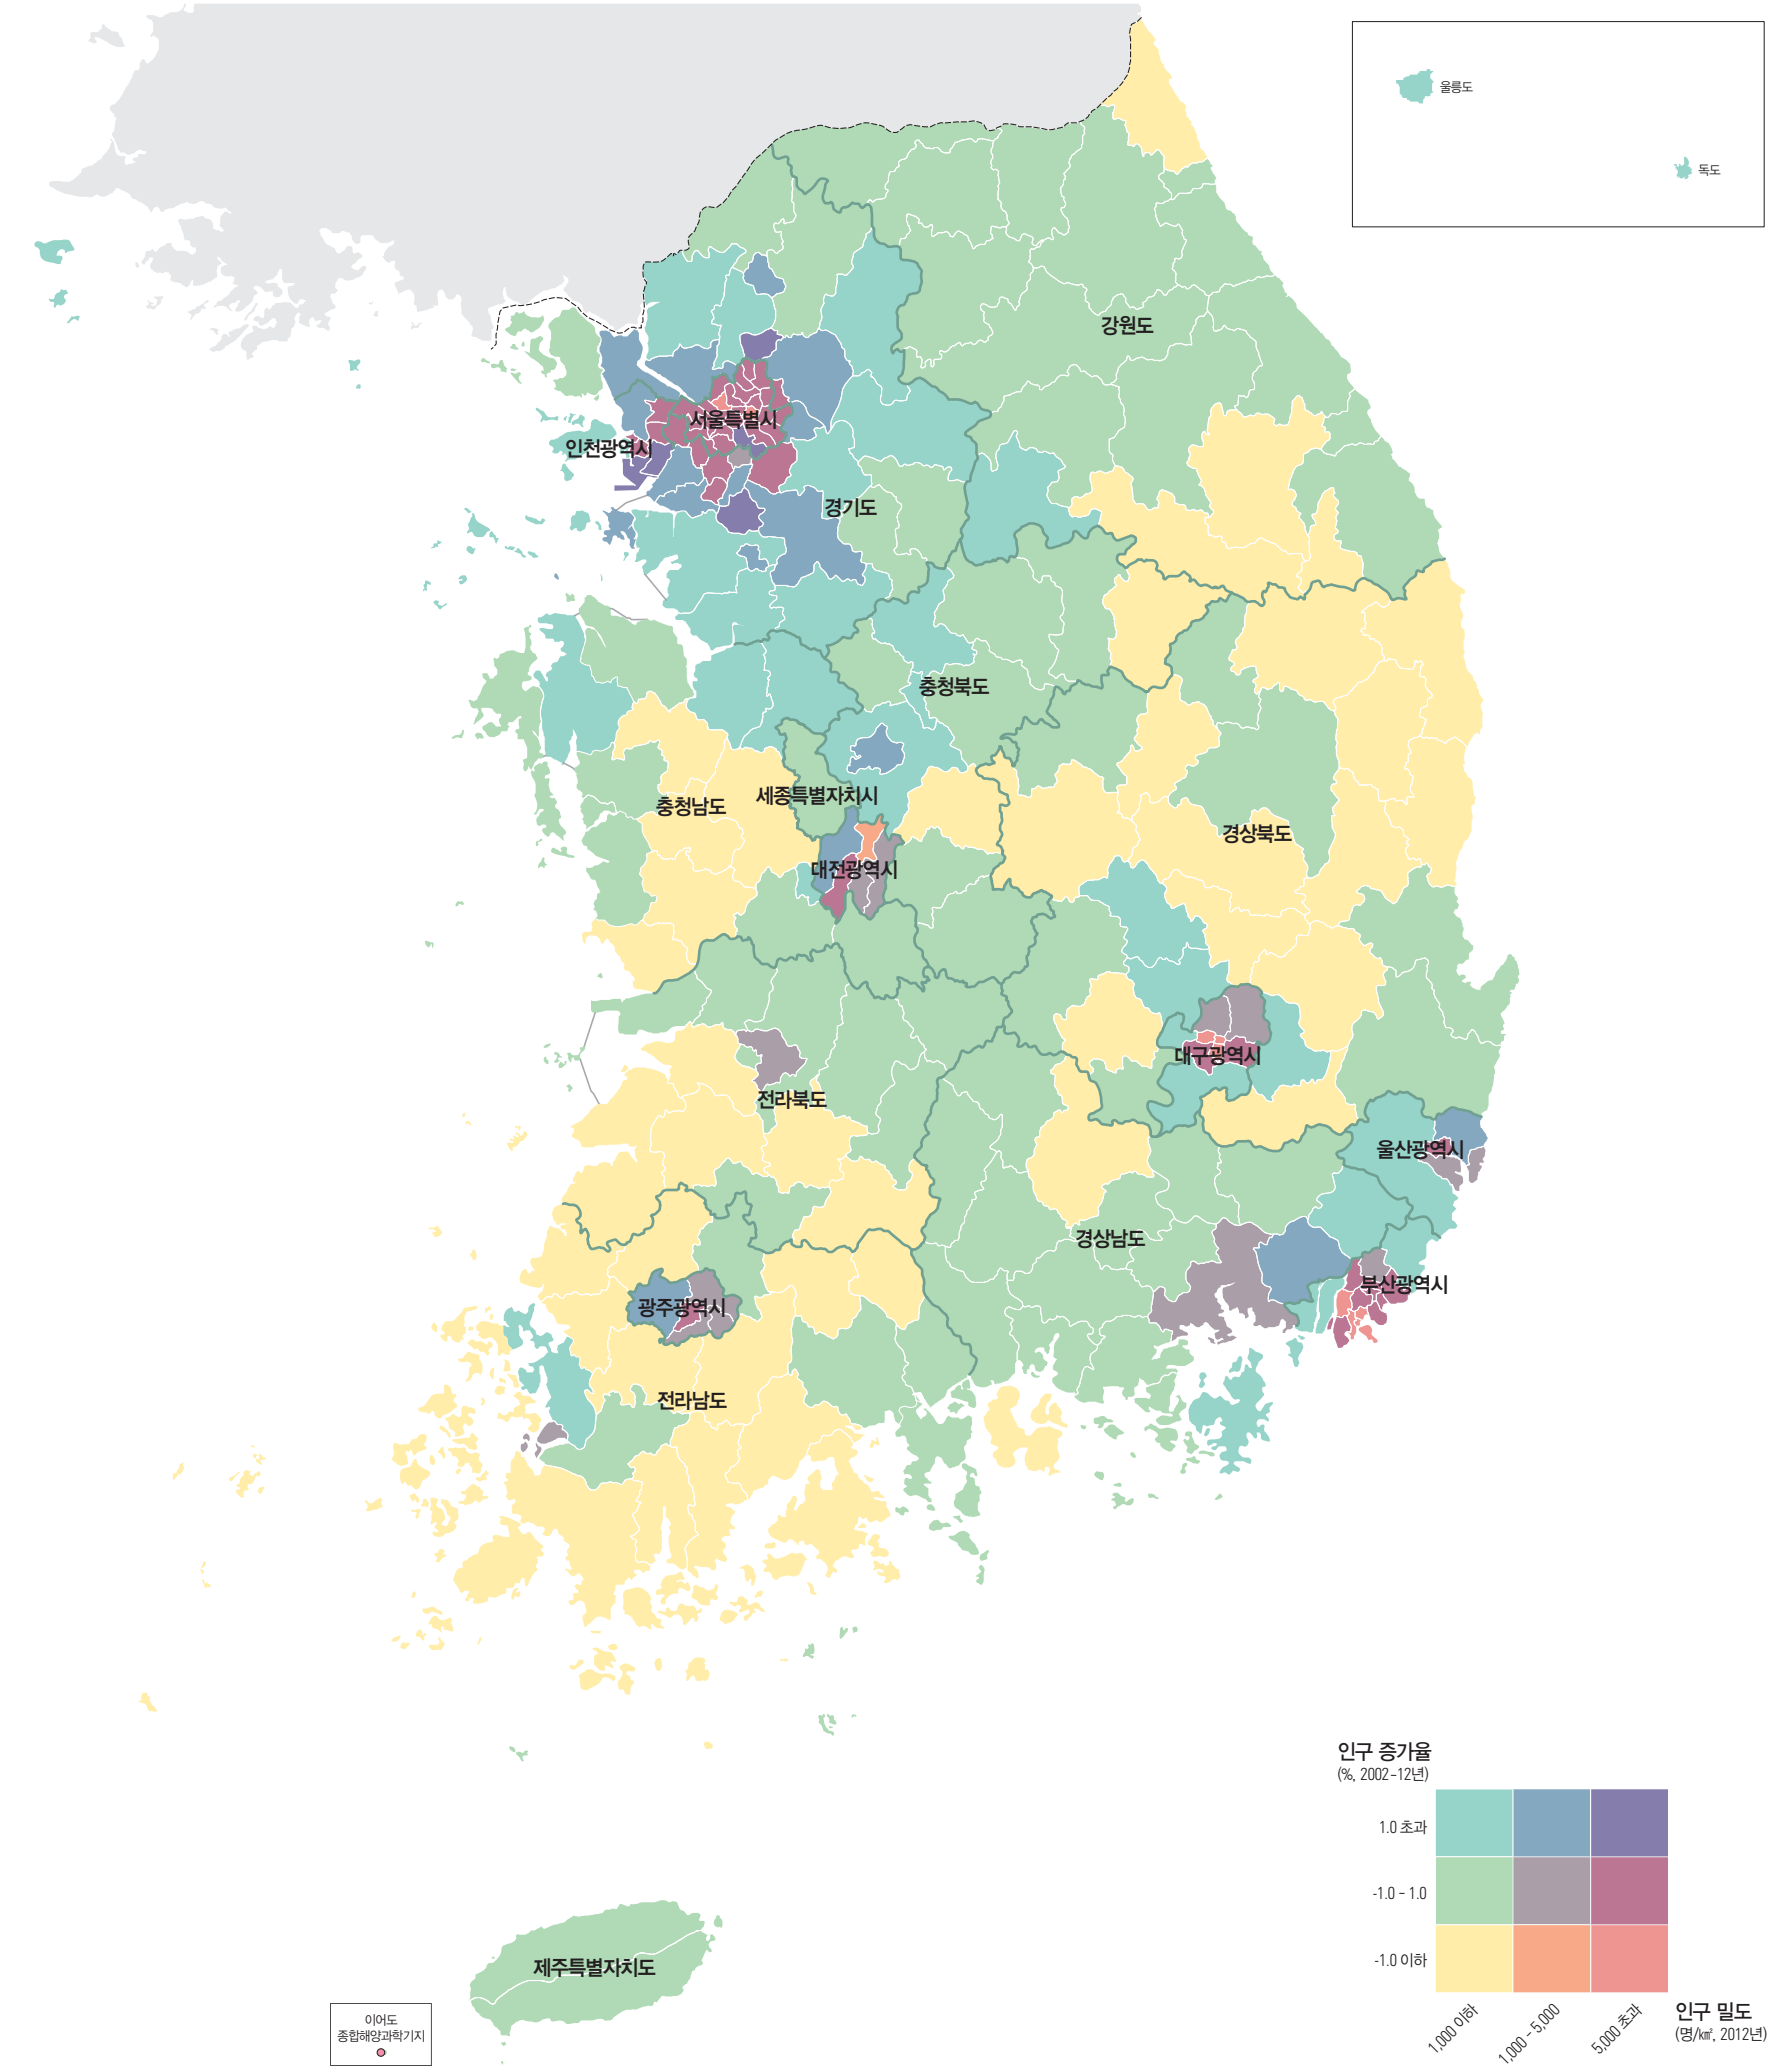 울릉도
독도
강원도
서울특별시
인천광역시
경기도
충청북도
세종특별자치시
충청남도
경상북도
대전광역시
대구광역시
전라북도
울산광역시
경상남도
부산광역시
광주광역시
전라남도
제주특별자치도
이어도
종합해양과학기지
인구 증가율
(%, 2002-12년)
1.0 초과
-1.0 - 1.0
-1.0 이하
1,000 이하
1,000 - 5,000
5,000 초과
인구 밀도
(명/㎢, 2012년)